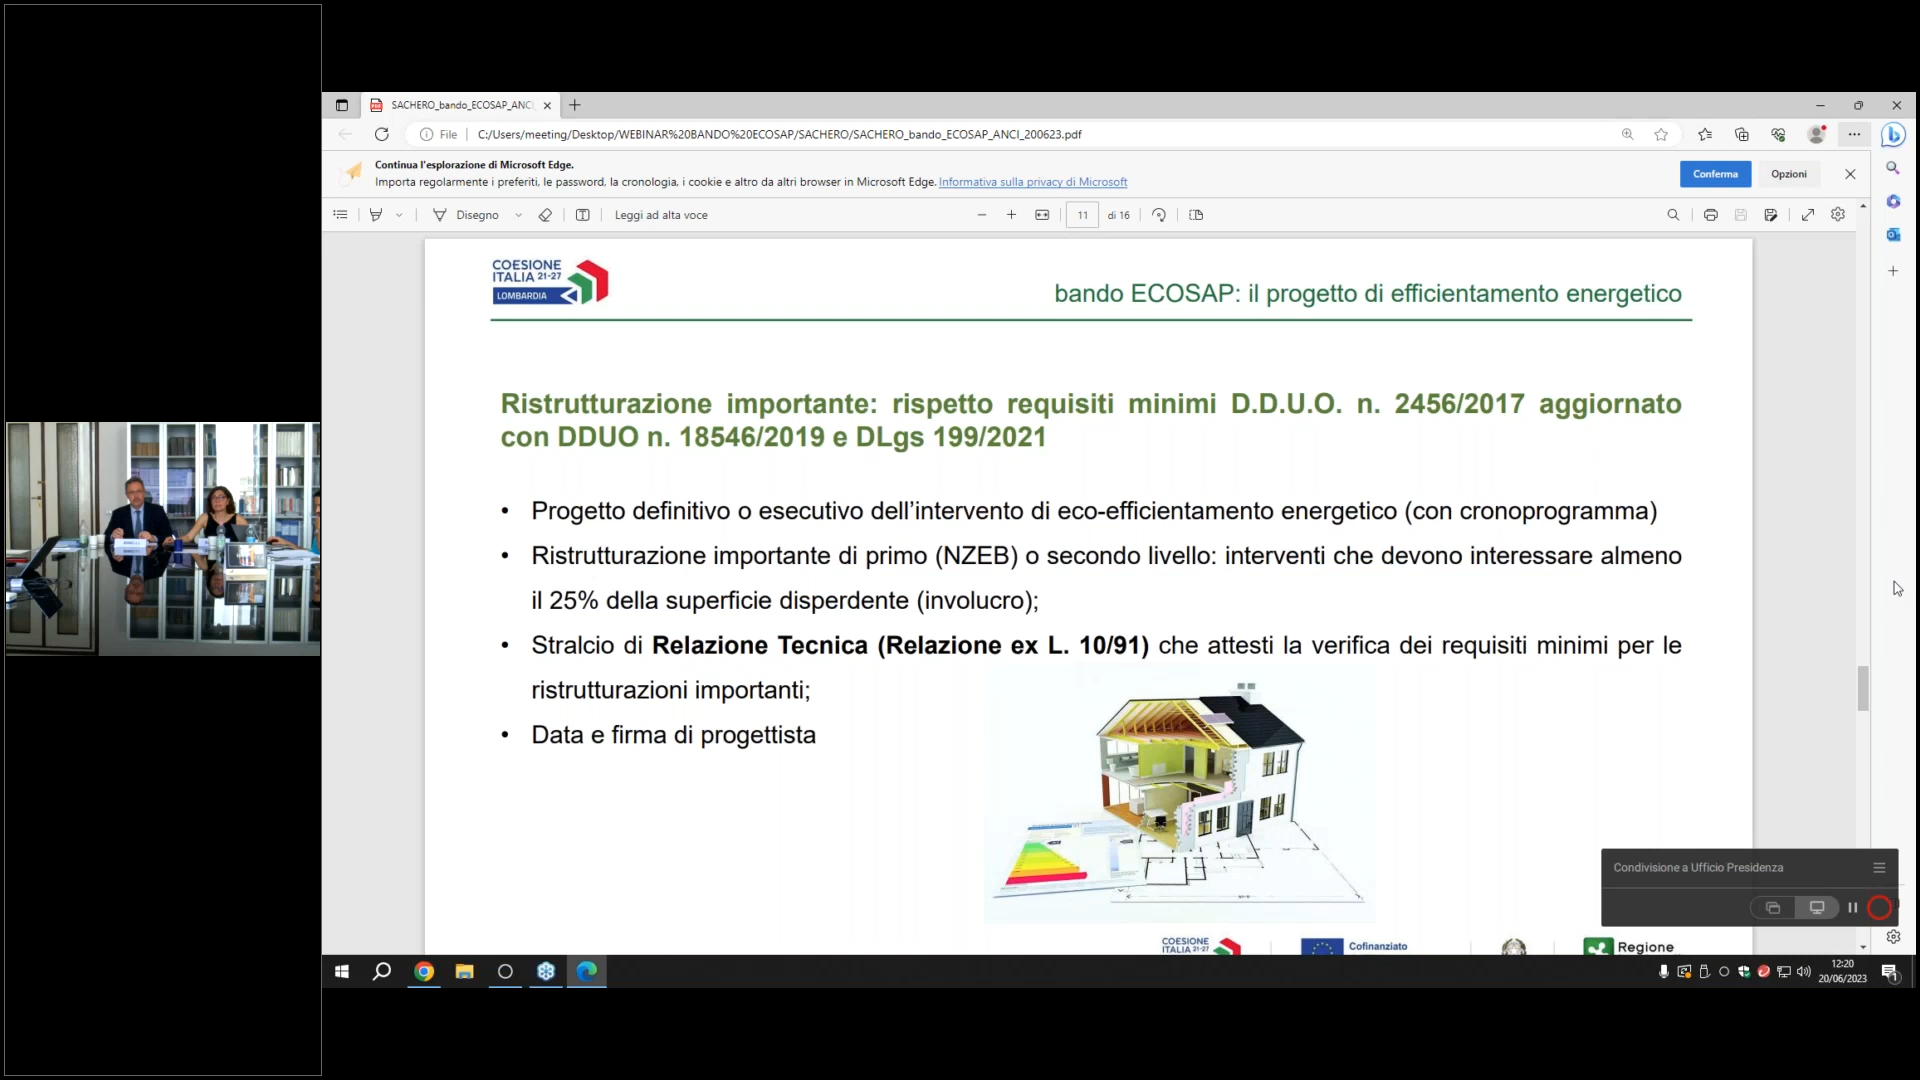 SACHERO_bando_ECOSAP_ANCI
File
C:/Users/meeting/Desktop/WEBINAR%20BANDO%20ECOSAP/SACHERO/SACHERO_bando_ECOSAP_ANCI_200623.pdf
Continua l'esplorazione di Microsoft Edge.
Importa regolarmente i preferiti, le password, la cronologia, i cookie e altro da altri browser in Microsoft Edge. Informativa sulla privacy di Microsoft
Conferma
Opzioni
Disegno
Leggi ad alta voce
11
di 16
COESIONE
ITALIA 21-27
LOMBARDIA
bando ECOSAP: il progetto di efficientamento energetico
Ristrutturazione importante: rispetto requisiti minimi D.D.U.O. n. 2456/2017 aggiornato
con DDUO n. 18546/2019 e DLgs 199/2021
• Progetto definitivo o esecutivo dell’intervento di eco-efficientamento energetico (con cronoprogramma)
• Ristrutturazione importante di primo (NZEB) o secondo livello: interventi che devono interessare almeno
il 25% della superficie disperdente (involucro);
• Stralcio di Relazione Tecnica (Relazione ex L. 10/91) che attesti la verifica dei requisiti minimi per le
ristrutturazioni importanti;
• Data e firma di progettista
Condivisione a Ufficio Presidenza
COESIONE
ITALIA 21-27
Cofinanziato
Regione
12:20
20/06/2023
1